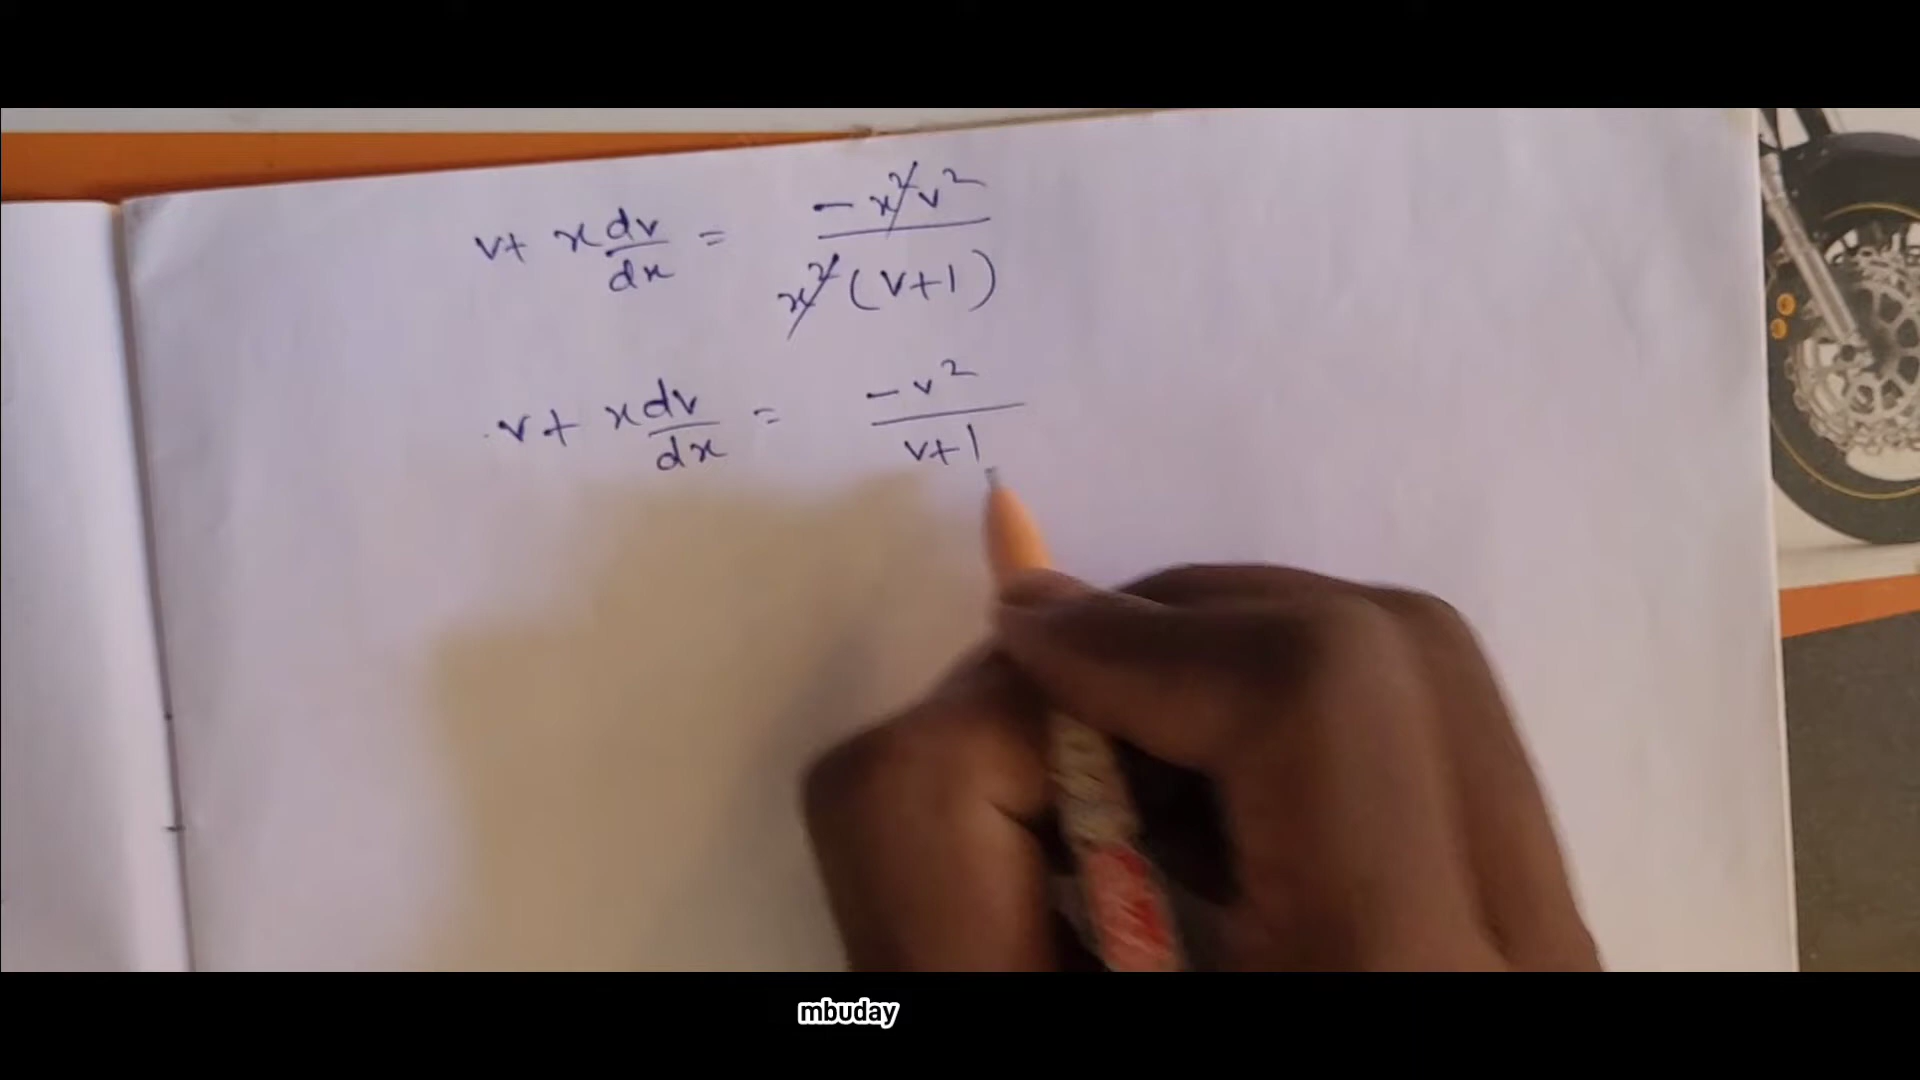 v + x dv/dx = -x²v² / x²(v+1)
v + x dv/dx = -v² / v+1
mbuday